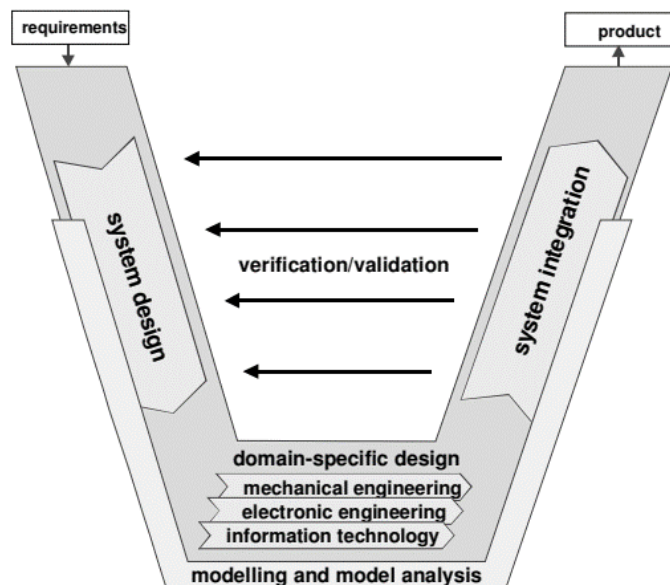 requirements
product
system design
system integration
verification/validation
domain-specific design
mechanical engineering
electronic engineering
information technology
modelling and model analysis